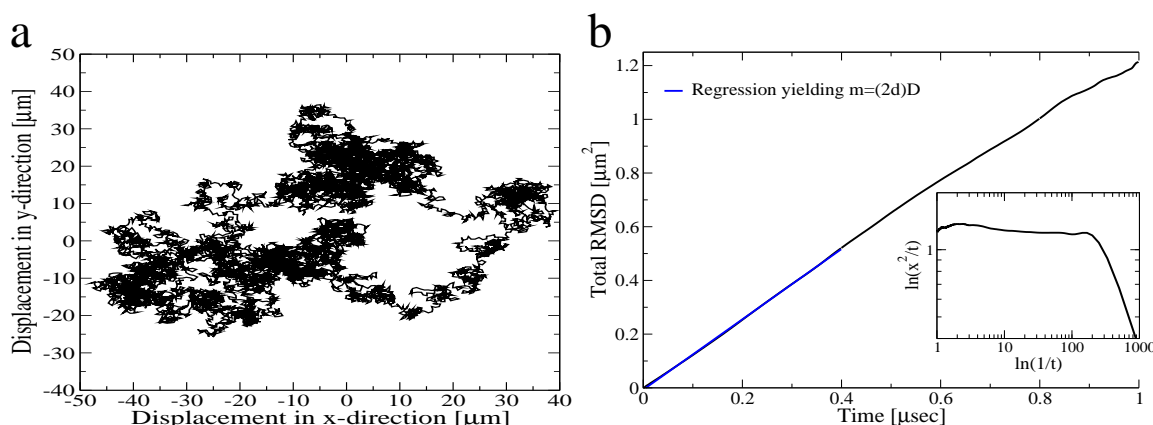 a
50
40
30
20
10
0
-10
-20
-30
-40
-50 -40 -30 -20 -10 0 10 20 30 40
Displacement in x-direction [μm]
Displacement in y-direction [μm]
b
1.2
1
0.8
0.6
0.4
0.2
0
0 0.2 0.4 0.6 0.8 1
Time [μsec]
Total RMSD [μm²]
Regression yielding m=(2d)D
1
1 10 100 1000
ln(1/t)
ln(x²/t)